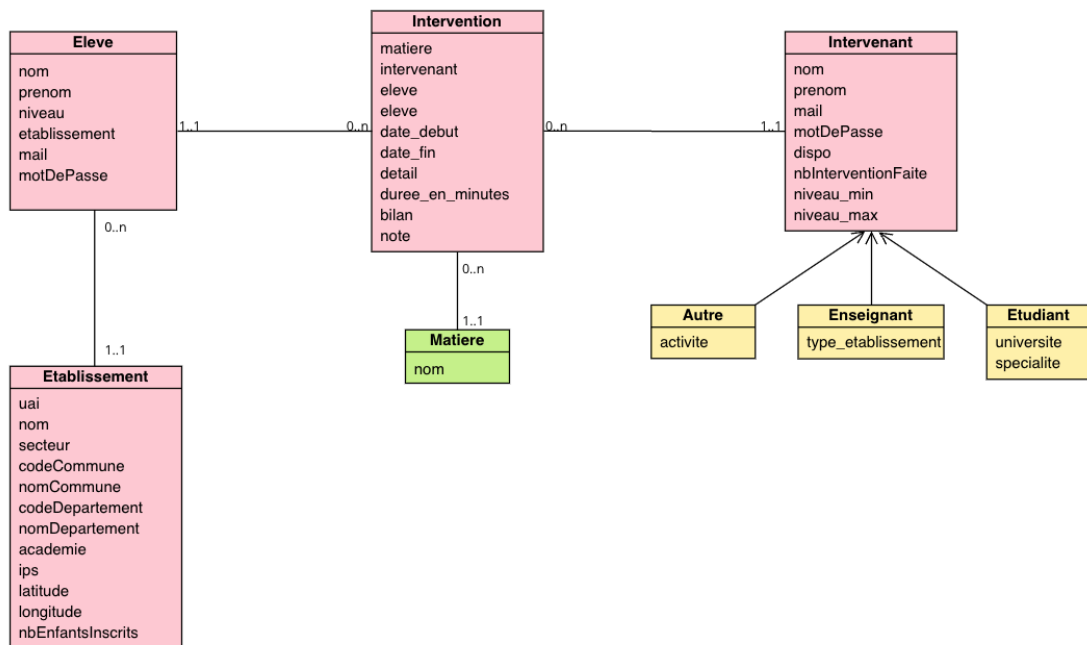 Eleve
nom
prenom
niveau
etablissement
mail
motDePasse
1..1
0..n
Intervention
matiere
intervenant
eleve
eleve
date_debut
date_fin
detail
duree_en_minutes
bilan
note
0..n
1..1
Intervenant
nom
prenom
mail
motDePasse
dispo
nbInterventionFaite
niveau_min
niveau_max
0..n
1..1
0..n
1..1
Matiere
nom
Autre
activite
Enseignant
type_etablissement
Etudiant
universite
specialite
Etablissement
uai
nom
secteur
codeCommune
nomCommune
codeDepartement
nomDepartement
academie
ips
latitude
longitude
nbEnfantsInscrits